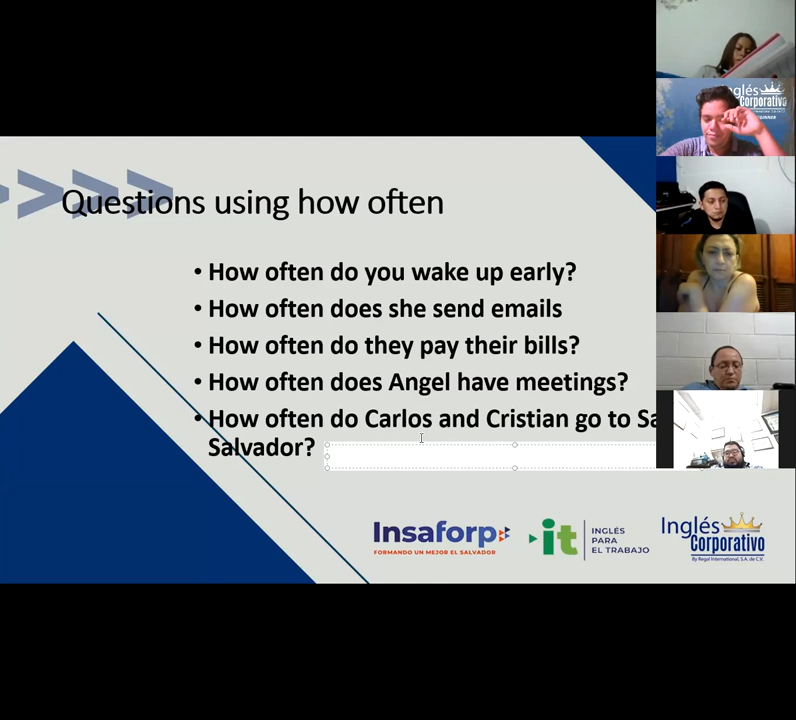 Questions using how often
• How often do you wake up early?
• How often does she send emails
• How often do they pay their bills?
• How often does Angel have meetings?
• How often do Carlos and Cristian go to Sa
Salvador?
Insaforp
FORMANDO UN MEJOR EL SALVADOR
it
INGLÉS
PARA
EL TRABAJO
Inglés
Corporativo
By Regal International, S.A. de C.V.
glés
Corporativo